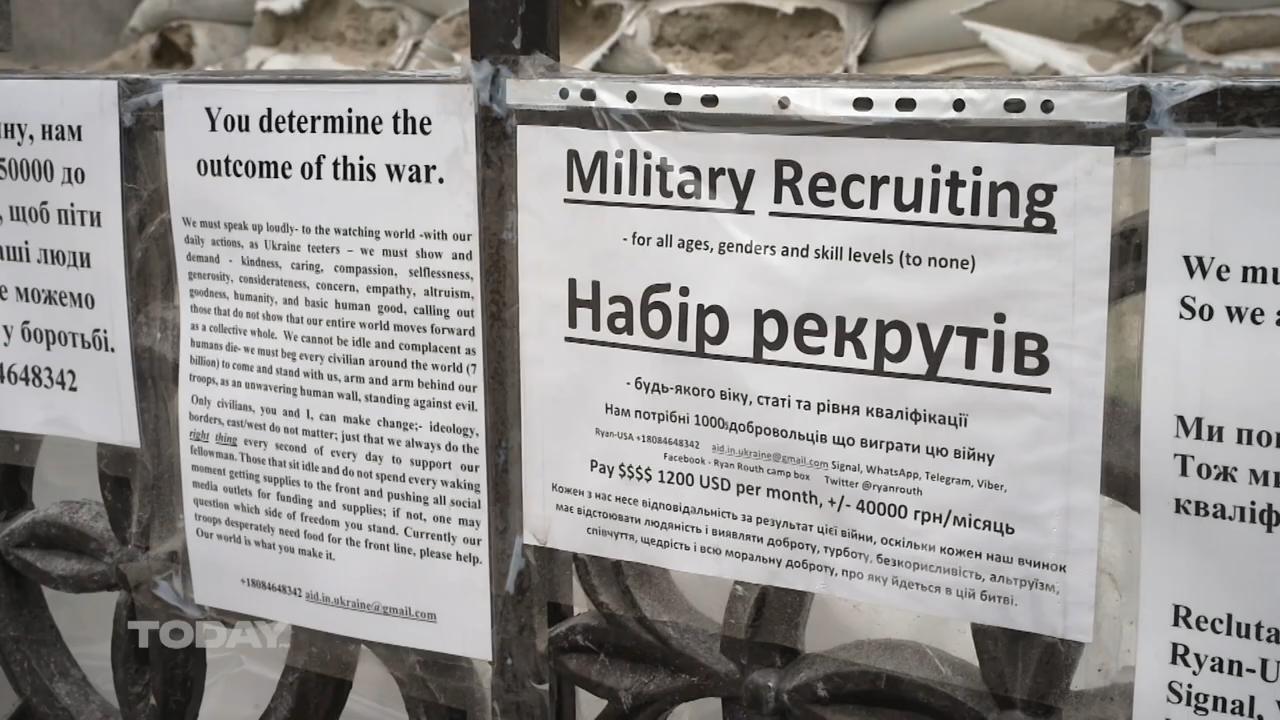 ну, нам
50000 до
, щоб піти
аші люди
е можемо
у боротьбі.
4648342
You determine the
outcome of this war.
We must speak up loudly- to the watching world -with our
daily actions, as Ukraine teeters – we must show and
demand - kindness, caring, compassion, selflessness,
generosity, considerateness, concern, empathy, altruism,
goodness, humanity, and basic human good, calling out
those that do not show that our entire world moves forward
as a collective whole. We cannot be idle and complacent as
humans die- we must beg every civilian around the world (7
billion) to come and stand with us, arm and arm behind our
troops, as an unwavering human wall, standing against evil.
Only civilians, you and I, can make change;- ideology,
borders, east/west do not matter; just that we always do the
right thing every second of every day to support our
fellowman. Those that sit idle and do not spend every waking
moment getting supplies to the front and pushing all social
media outlets for funding and supplies; if not, one may
question which side of freedom you stand. Currently our
troops desperately need food for the front line, please help.
Our world is what you make it.
+18084648342 aid.in.ukraine@gmail.com
TODAY
Military Recruiting
- for all ages, genders and skill levels (to none)
Набір рекрутів
- будь-якого віку, статі та рівня кваліфікації
Нам потрібні 1000s добровольців що виграти цю війну
Ryan-USA +18084648342 aid.in.ukraine@gmail.com Signal, WhatsApp, Telegram, Viber,
Facebook - Ryan Routh camp box Twitter @ryanrouth
Pay $$$$ 1200 USD per month, +/- 40000 грн/місяць
Кожен з нас несе відповідальність за результат цієї війни, оскільки кожен наш вчинок
має відстоювати людяність і виявляти доброту, турботу, безкорисливість, альтруїзм,
співчуття, щедрість і всю моральну доброту, про яку йдеться в цій битві.
We mu
So we a
Ми по
Тож ми
кваліф
Recluta
Ryan-U
Signal,